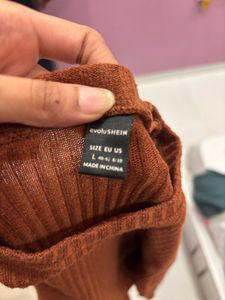 evoluSHEIN
SIZE EU US
L 40-42 8/10
MADE IN CHINA